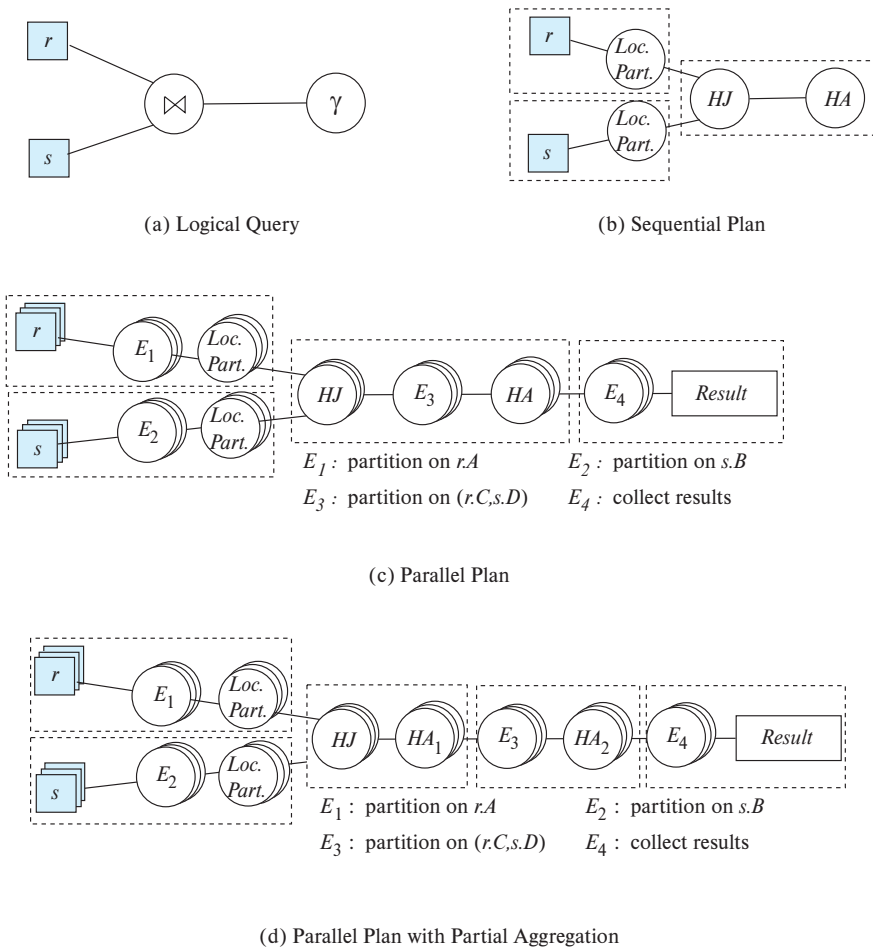 r
s
⋈
γ
(a) Logical Query
r
Loc.
Part.
s
Loc.
Part.
HJ
HA
(b) Sequential Plan
r
E1
Loc.
Part.
s
E2
Loc.
Part.
HJ
E3
HA
E4
Result
E1 : partition on r.A
E2 : partition on s.B
E3 : partition on (r.C,s.D)
E4 : collect results
(c) Parallel Plan
r
E1
Loc.
Part.
s
E2
Loc.
Part.
HJ
HA1
E3
HA2
E4
Result
E1 : partition on r.A
E2 : partition on s.B
E3 : partition on (r.C,s.D)
E4 : collect results
(d) Parallel Plan with Partial Aggregation